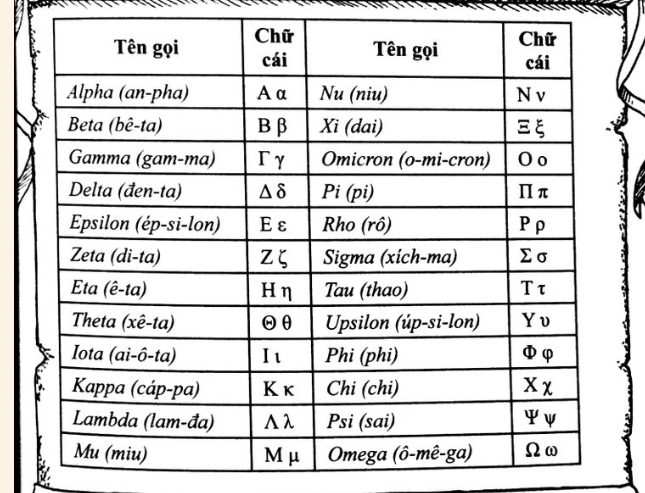 Tên gọi Chữ cái Tên gọi Chữ cái
Alpha (an-pha) Α α Nu (niu) Ν ν
Beta (bê-ta) Β β Xi (dai) Ξ ξ
Gamma (gam-ma) Γ γ Omicron (o-mi-cron) Ο ο
Delta (đen-ta) Δ δ Pi (pi) Π π
Epsilon (ép-si-lon) Ε ε Rho (rô) Ρ ρ
Zeta (di-ta) Ζ ζ Sigma (xích-ma) Σ σ
Eta (ê-ta) Η η Tau (thao) Τ τ
Theta (xê-ta) Θ θ Upsilon (úp-si-lon) Υ υ
Iota (ai-ô-ta) Ι ι Phi (phi) Φ φ
Kappa (cáp-pa) Κ κ Chi (chi) Χ χ
Lambda (lam-đa) Λ λ Psi (sai) Ψ ψ
Mu (miu) Μ μ Omega (ô-mê-ga) Ω ω